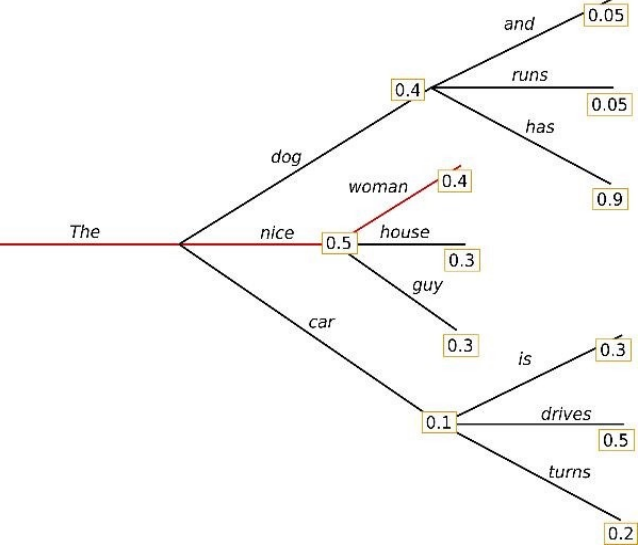 and
0.05
runs
0.4
0.05
has
dog
woman
0.4
0.9
The
nice
0.5
house
0.3
guy
car
0.3
is
0.3
drives
0.1
0.5
turns
0.2